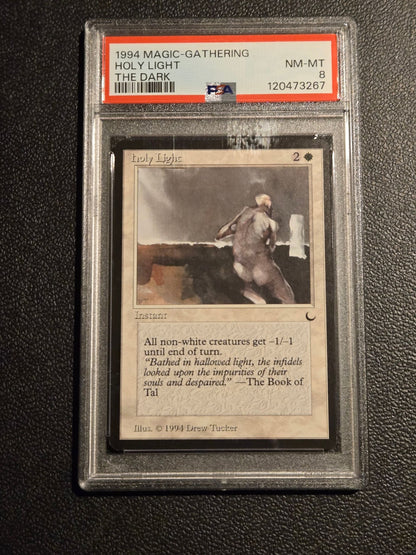 1994 MAGIC-GATHERING
HOLY LIGHT NM-MT
THE DARK 8
PSA 120473267
Holy Light 2
Instant
All non-white creatures get -1/-1
until end of turn.
"Bathed in hallowed light, the infidels
looked upon the impurities of their
souls and despaired." —The Book of
Tal
Illus. © 1994 Drew Tucker